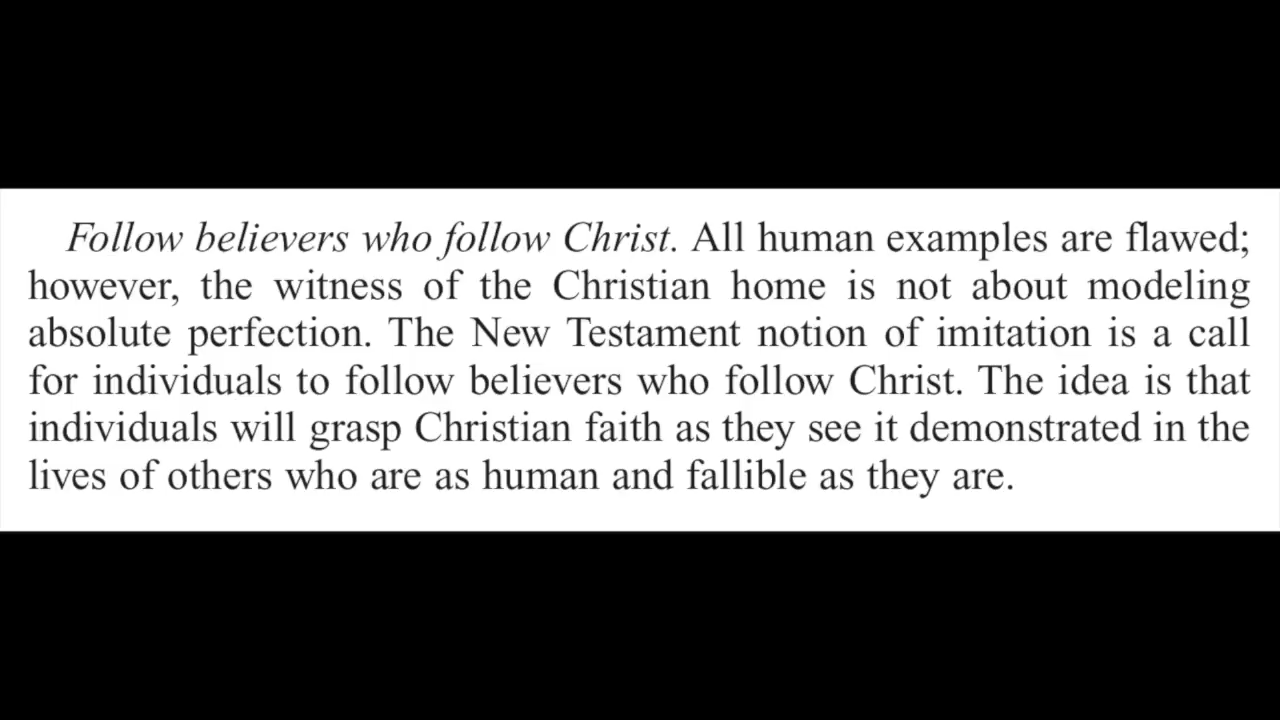 Follow believers who follow Christ. All human examples are flawed;
however, the witness of the Christian home is not about modeling
absolute perfection. The New Testament notion of imitation is a call
for individuals to follow believers who follow Christ. The idea is that
individuals will grasp Christian faith as they see it demonstrated in the
lives of others who are as human and fallible as they are.